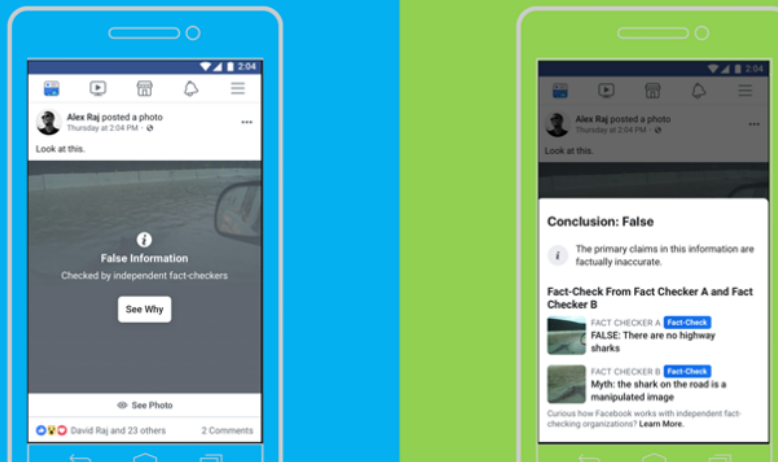 2:04
Alex Raj posted a photo
Thursday at 2:04 PM ·
Look at this.
False Information
Checked by independent fact-checkers
See Why
See Photo
David Raj and 23 others 2 Comments
2:04
Alex Raj posted a photo
Thursday at 2:04 PM ·
Look at this.
Conclusion: False
The primary claims in this information are
factually inaccurate.
Fact-Check From Fact Checker A and Fact
Checker B
FACT CHECKER A Fact-Check
FALSE: There are no highway
sharks
FACT CHECKER B Fact-Check
Myth: the shark on the road is a
manipulated image
Curious how Facebook works with independent fact-
checking organizations? Learn More.